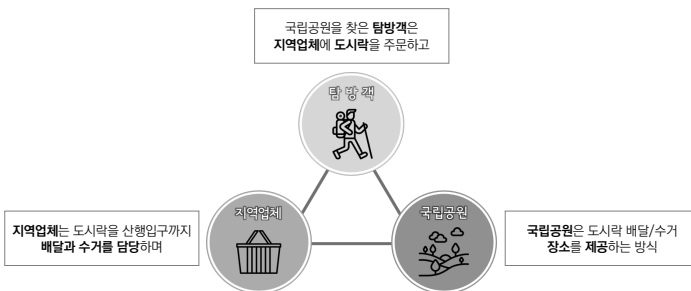 국립공원을 찾은 탐방객은
지역업체에 도시락을 주문하고
탐방객
지역업체
국립공원
지역업체는 도시락을 산행입구까지
배달과 수거를 담당하며
국립공원은 도시락 배달/수거
장소를 제공하는 방식